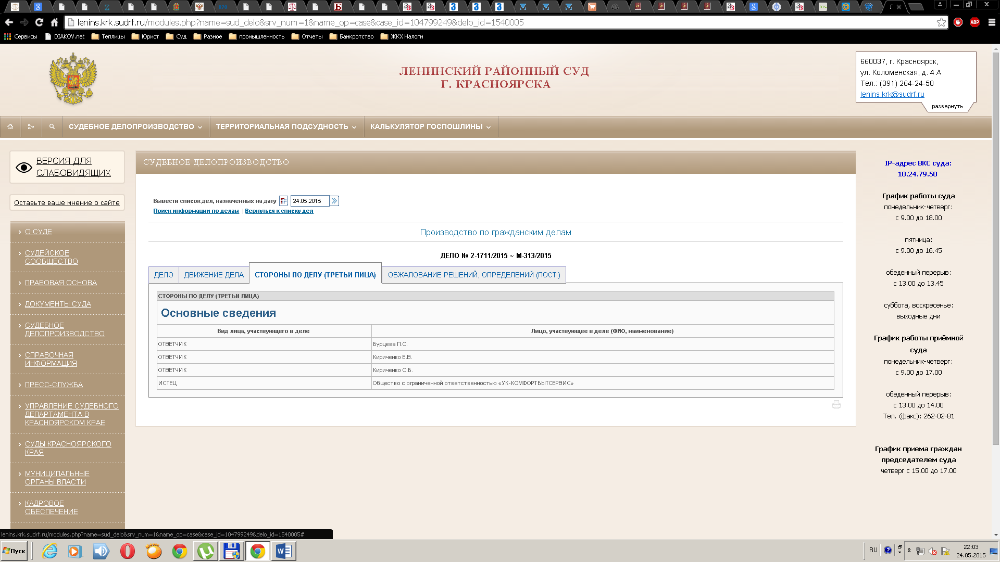 lenins.krk.sudrf.ru/modules.php?name=sud_delo&srv_num=1&name_op=case&case_id=104799249&delo_id=1540005
Сервисы
DIAKOV.net
Теплицы
Юрист
Суд
Разное
промышленность
Отчеты
Банкротство
ЖКХ Налоги
ЛЕНИНСКИЙ РАЙОННЫЙ СУД
Г. КРАСНОЯРСКА
660037, г. Красноярск,
ул. Коломенская, д. 4 А
Тел.: (391) 264-24-50
lenins.krk@sudrf.ru
развернуть
СУДЕБНОЕ ДЕЛОПРОИЗВОДСТВО
ТЕРРИТОРИАЛЬНАЯ ПОДСУДНОСТЬ
КАЛЬКУЛЯТОР ГОСПОШЛИНЫ
ВЕРСИЯ ДЛЯ
СЛАБОВИДЯЩИХ
Оставьте ваше мнение о сайте
О СУДЕ
СУДЕЙСКОЕ
СООБЩЕСТВО
ПРАВОВАЯ ОСНОВА
ДОКУМЕНТЫ СУДА
СУДЕБНОЕ
ДЕЛОПРОИЗВОДСТВО
СПРАВОЧНАЯ
ИНФОРМАЦИЯ
ПРЕСС-СЛУЖБА
УПРАВЛЕНИЕ СУДЕБНОГО
ДЕПАРТАМЕНТА В
КРАСНОЯРСКОМ КРАЕ
СУДЫ КРАСНОЯРСКОГО
КРАЯ
МУНИЦИПАЛЬНЫЕ
ОРГАНЫ ВЛАСТИ
КАДРОВОЕ
ОБЕСПЕЧЕНИЕ
СУДЕБНОЕ ДЕЛОПРОИЗВОДСТВО
Вывести список дел, назначенных на дату 24.05.2015
Поиск информации по делам | Вернуться к списку дел
Производство по гражданским делам
ДЕЛО № 2-1711/2015 ~ М-313/2015
ДЕЛО
ДВИЖЕНИЕ ДЕЛА
СТОРОНЫ ПО ДЕЛУ (ТРЕТЬИ ЛИЦА)
ОБЖАЛОВАНИЕ РЕШЕНИЙ, ОПРЕДЕЛЕНИЙ (ПОСТ.)
СТОРОНЫ ПО ДЕЛУ (ТРЕТЬИ ЛИЦА)
Основные сведения
Вид лица, участвующего в деле Лицо, участвующее в деле (ФИО, наименование)
ОТВЕТЧИК Бурцева П.С.
ОТВЕТЧИК Кириченко Е.В.
ОТВЕТЧИК Кириченко С.Б.
ИСТЕЦ Общество с ограниченной ответственностью «УК-КОМФОРТБЫТСЕРВИС»
IP-адрес ВКС суда:
10.24.79.50
График работы суда
понедельник-четверг:
с 9.00 до 18.00
пятница:
с 9.00 до 16.45
обеденный перерыв:
с 13.00 до 13.45
суббота, воскресенье:
выходные дни
График работы приёмной
суда
понедельник-четверг:
с 9.00 до 17.00
обеденный перерыв:
с 13.00 до 14.00
Тел. (факс): 262-02-81
График приема граждан
председателем суда
четверг с 15.00 до 17.00
lenins.krk.sudrf.ru/modules.php?name=sud_delo&srv_num=1&name_op=case&case_id=104799249&delo_id=1540005#
Пуск
RU
22:03
24.05.2015